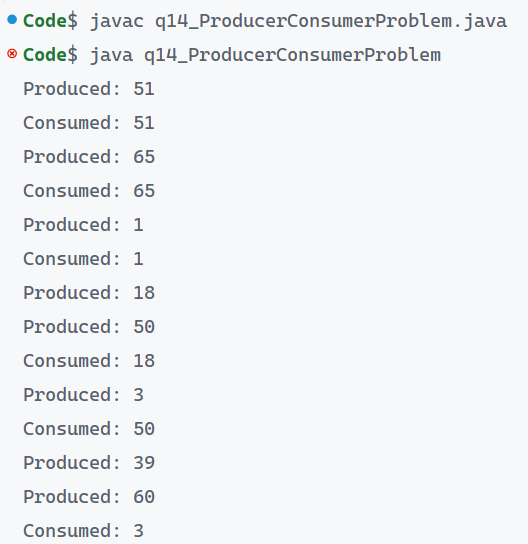 Code$ javac q14_ProducerConsumerProblem.java
Code$ java q14_ProducerConsumerProblem
Produced: 51
Consumed: 51
Produced: 65
Consumed: 65
Produced: 1
Consumed: 1
Produced: 18
Produced: 50
Consumed: 18
Produced: 3
Consumed: 50
Produced: 39
Produced: 60
Consumed: 3